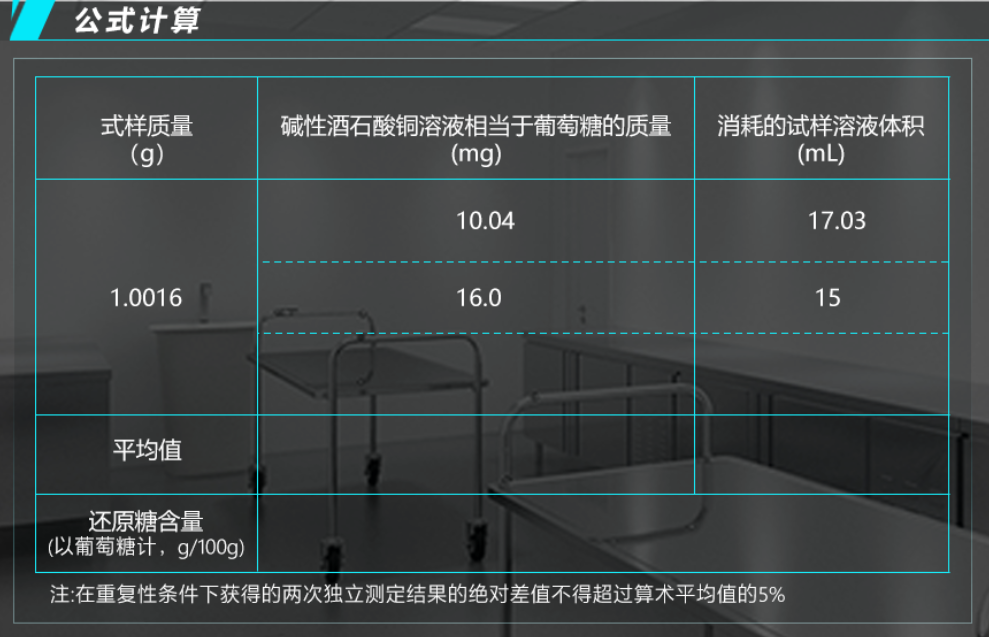 公式计算
式样质量
（g）
碱性酒石酸铜溶液相当于葡萄糖的质量
(mg)
消耗的试样溶液体积
(mL)
10.04
17.03
1.0016
16.0
15
平均值
还原糖含量
(以葡萄糖计，g/100g)
注:在重复性条件下获得的两次独立测定结果的绝对差值不得超过算术平均值的5%